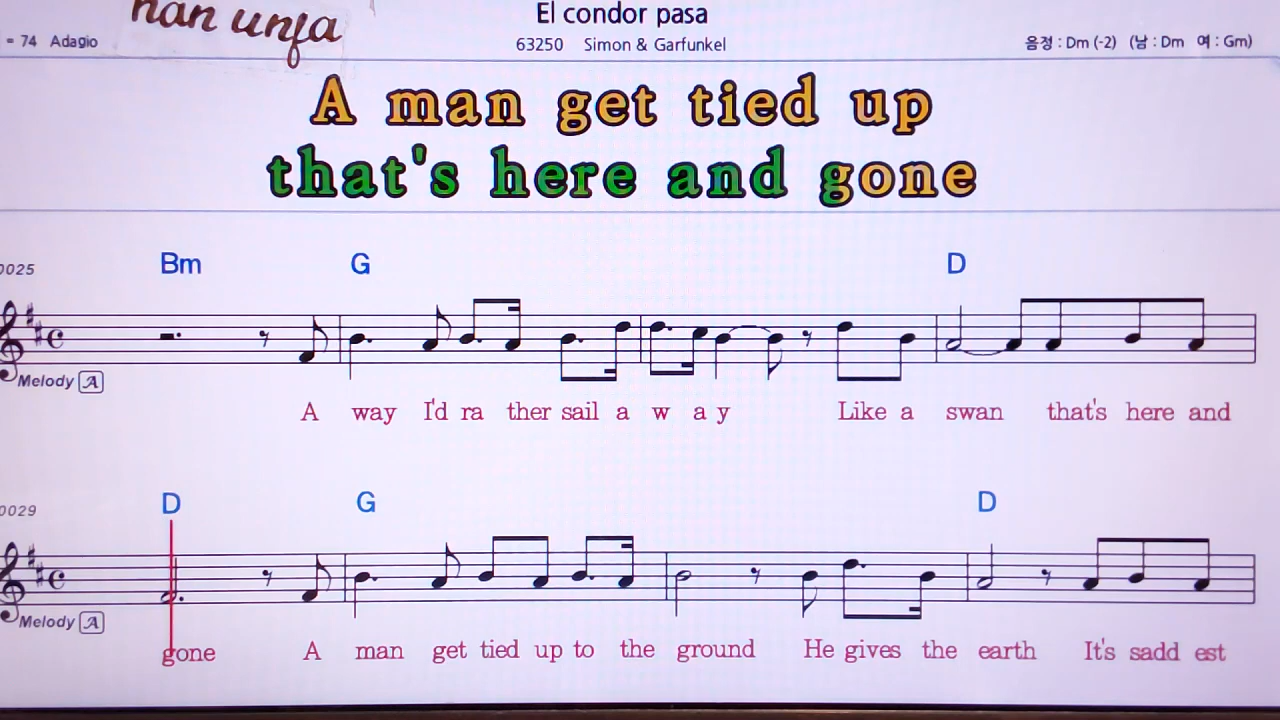 nan unja
El condor pasa
= 74 Adagio
63250 Simon & Garfunkel
음정 : Dm (-2) (남 : Dm 여 : Gm)
A man get tied up
that's here and gone
0025 Bm G D
Melody A
A way I'd ra ther sail a w a y Like a swan that's here and
0029 D G D
Melody A
gone A man get tied up to the ground He gives the earth It's sadd est